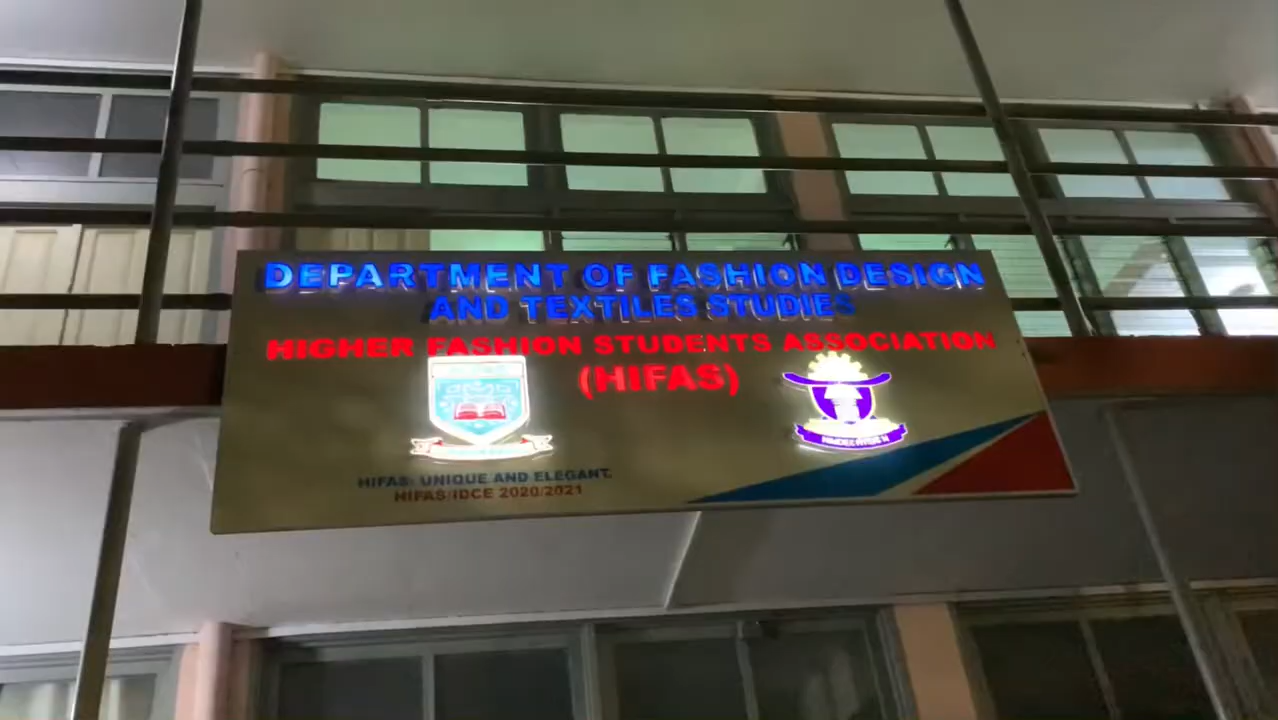 DEPARTMENT OF FASHION DESIGN
AND TEXTILES STUDIES
HIGHER FASHION STUDENTS ASSOCIATION
(HIFAS)
HIFAS: UNIQUE AND ELEGANT.
HIFAS/IDCE 2020/2021